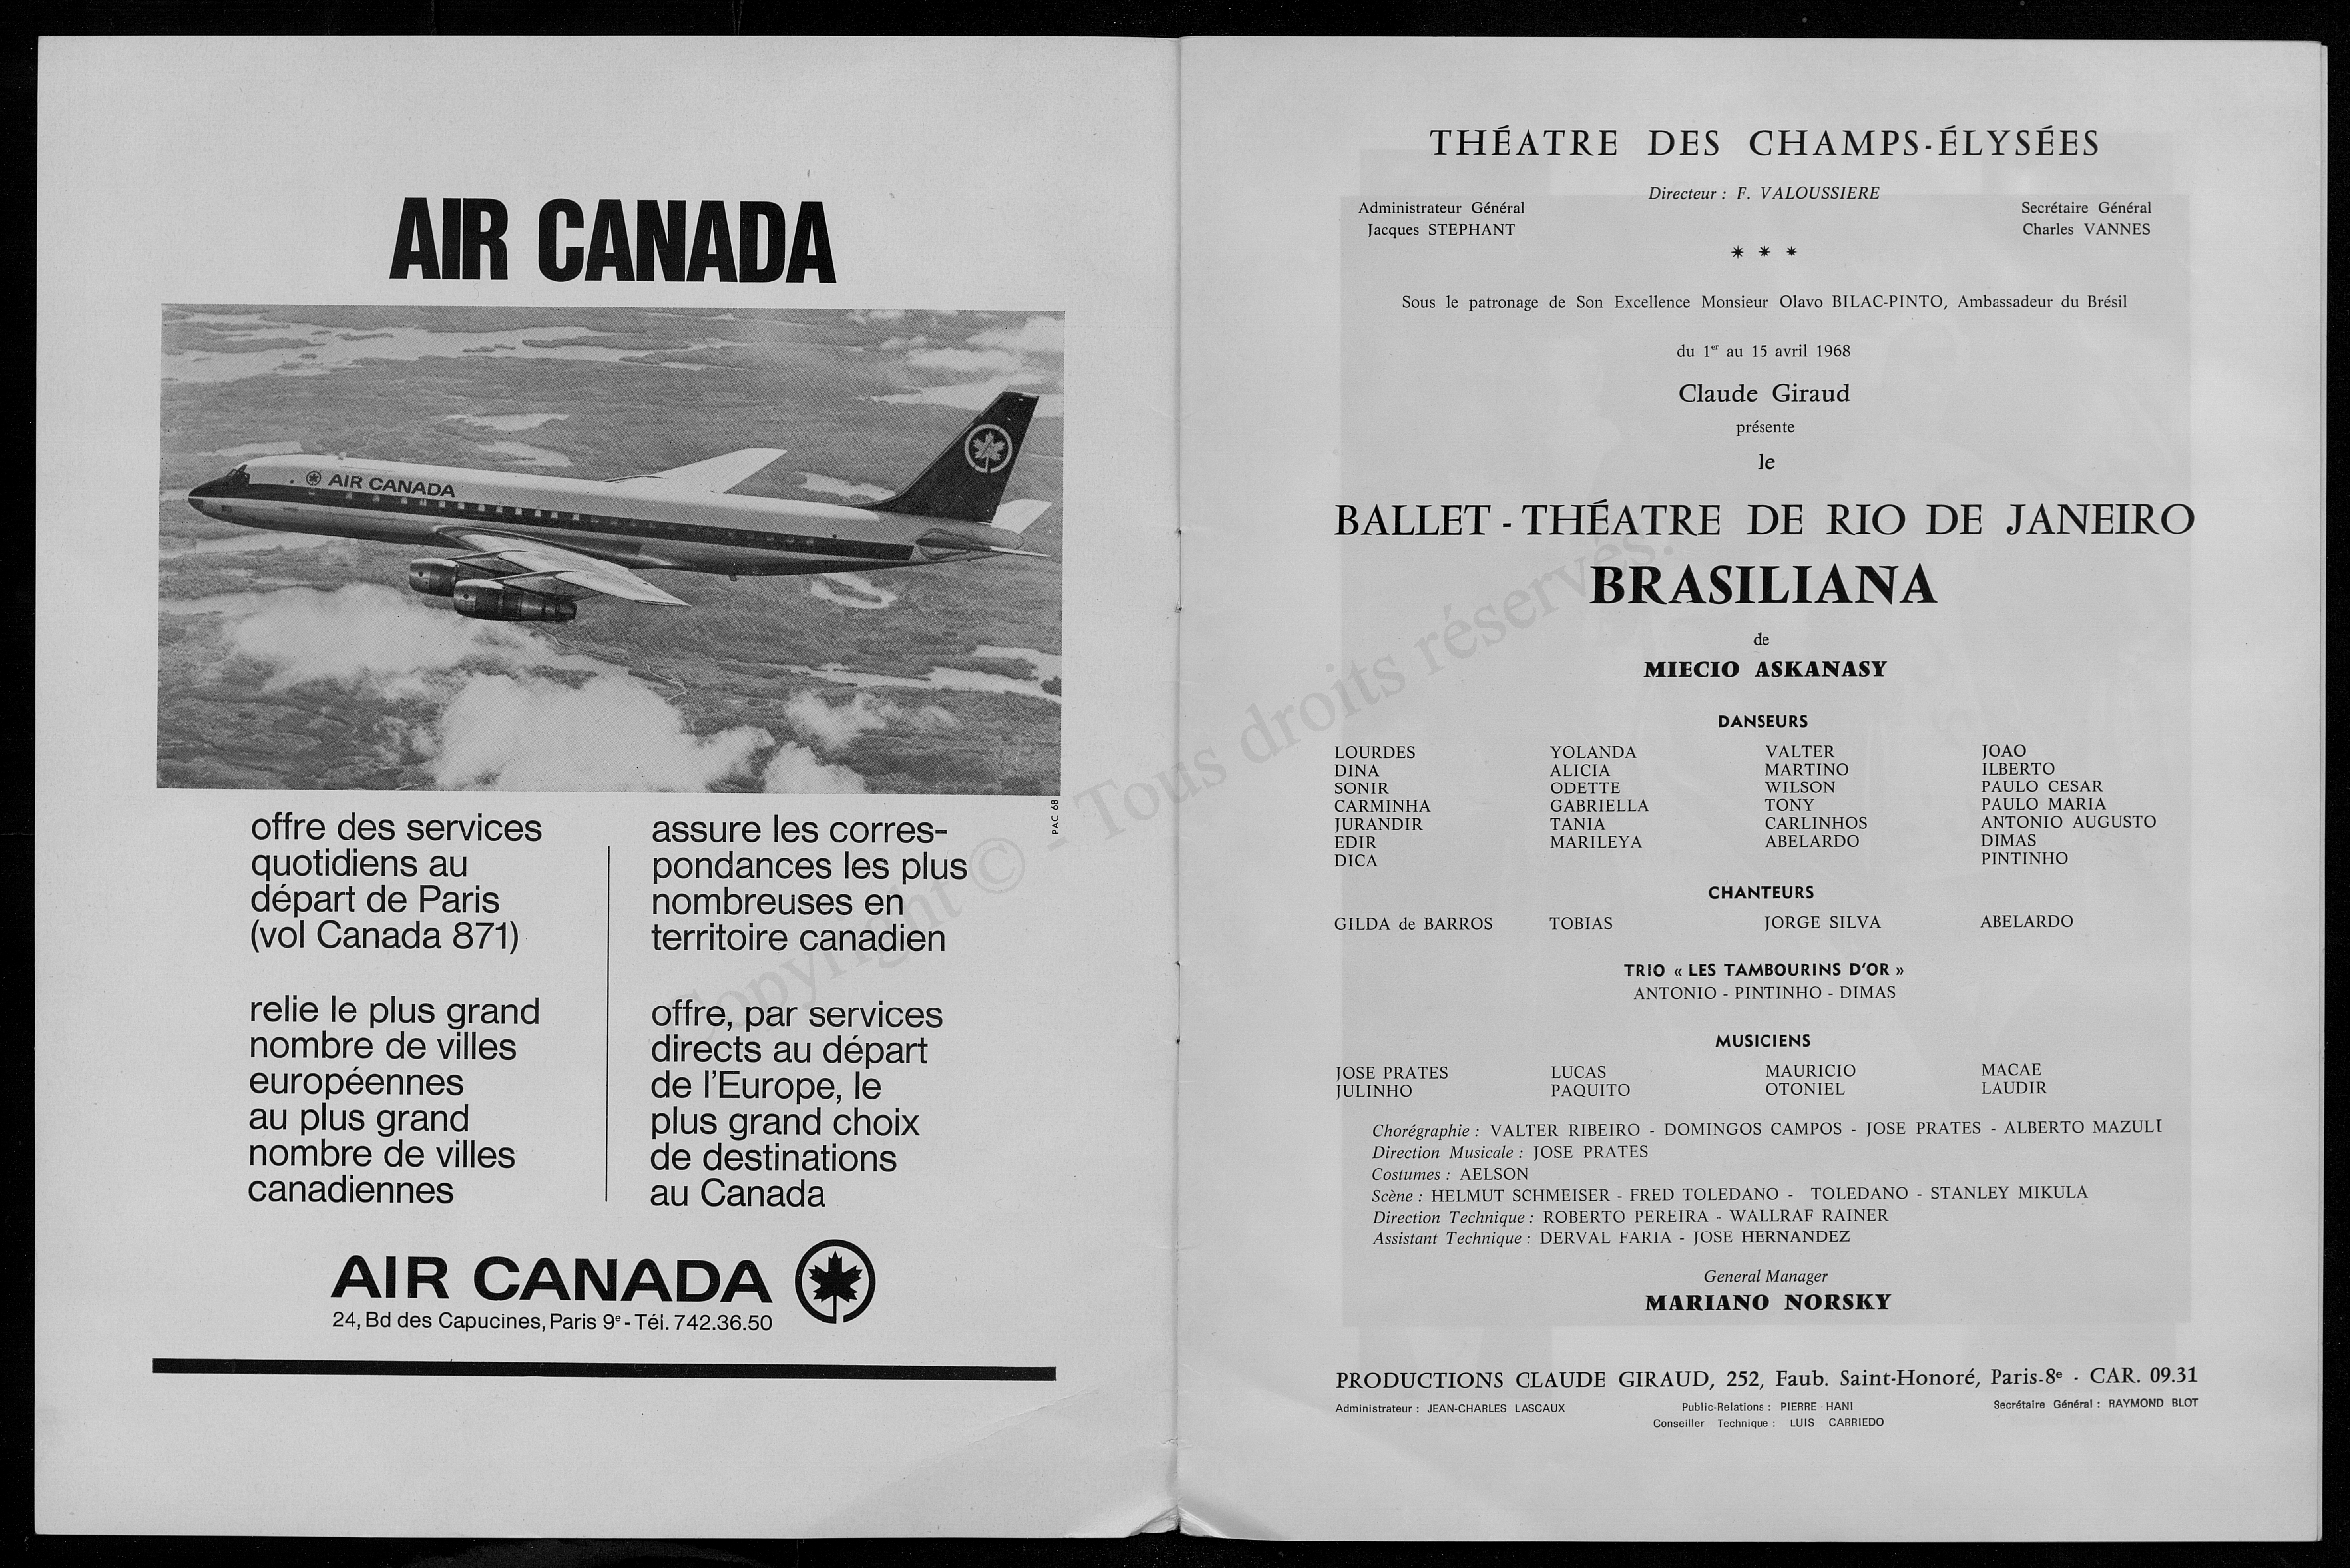 AIR CANADA
AIR CANADA
PAC 68
offre des services
quotidiens au
départ de Paris
(vol Canada 871)
relie le plus grand
nombre de villes
européennes
au plus grand
nombre de villes
canadiennes
assure les corres-
pondances les plus
nombreuses en
territoire canadien
offre, par services
directs au départ
de l'Europe, le
plus grand choix
de destinations
au Canada
AIR CANADA
24, Bd des Capucines, Paris 9e - Tél. 742.36.50
THÉATRE DES CHAMPS-ÉLYSÉES
Directeur : F. VALOUSSIERE
Administrateur Général
Jacques STEPHANT
Secrétaire Général
Charles VANNES
* * *
Sous le patronage de Son Excellence Monsieur Olavo BILAC-PINTO, Ambassadeur du Brésil
du 1er au 15 avril 1968
Claude Giraud
présente
le
BALLET - THÉATRE DE RIO DE JANEIRO
BRASILIANA
de
MIECIO ASKANASY
DANSEURS
LOURDES YOLANDA VALTER JOAO
DINA ALICIA MARTINO ILBERTO
SONIR ODETTE WILSON PAULO CESAR
CARMINHA GABRIELLA TONY PAULO MARIA
JURANDIR TANIA CARLINHOS ANTONIO AUGUSTO
EDIR MARILEYA ABELARDO DIMAS
DICA PINTINHO
CHANTEURS
GILDA de BARROS TOBIAS JORGE SILVA ABELARDO
TRIO « LES TAMBOURINS D'OR »
ANTONIO - PINTINHO - DIMAS
MUSICIENS
JOSE PRATES LUCAS MAURICIO MACAE
JULINHO PAQUITO OTONIEL LAUDIR
Chorégraphie : VALTER RIBEIRO - DOMINGOS CAMPOS - JOSE PRATES - ALBERTO MAZULI
Direction Musicale : JOSE PRATES
Costumes : AELSON
Scène : HELMUT SCHMEISER - FRED TOLEDANO - TOLEDANO - STANLEY MIKULA
Direction Technique : ROBERTO PEREIRA - WALLRAF RAINER
Assistant Technique : DERVAL FARIA - JOSE HERNANDEZ
General Manager
MARIANO NORSKY
PRODUCTIONS CLAUDE GIRAUD, 252, Faub. Saint-Honoré, Paris-8e - CAR. 09.31
Administrateur : JEAN-CHARLES LASCAUX
Public-Relations : PIERRE HANI
Conseiller Technique : LUIS CARRIEDO
Secrétaire Général : RAYMOND BLOT
Copyright © - Tous droits réservés.